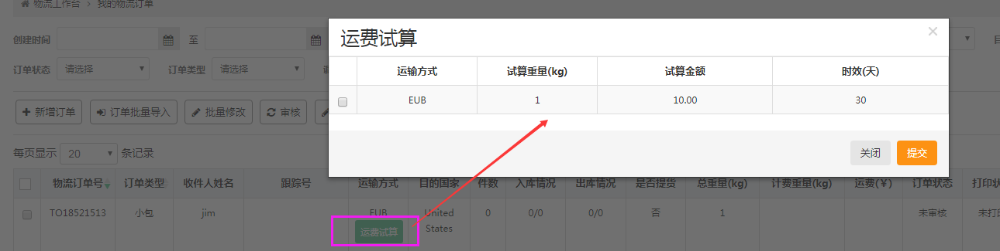 物流工作台 > 我的物流订单
运费试算 ×
创建时间 至
运输方式 试算重量(kg) 试算金额 时效(天)
订单状态 请选择 订单类型 请选择
EUB 1 10.00 30
新增订单 订单批量导入 批量修改 审核
关闭 提交
每页显示 20 条记录
物流订单号 订单类型 收件人姓名 跟踪号 运输方式 目的国家 件数 入库情况 出库情况 是否提货 总重量(kg) 计费重量(kg) 运费(¥) 订单状态 打印状
TO18521513 小包 jim EUB United 0 0/0 0/0 否 1 未审核 未打印
运费试算 States